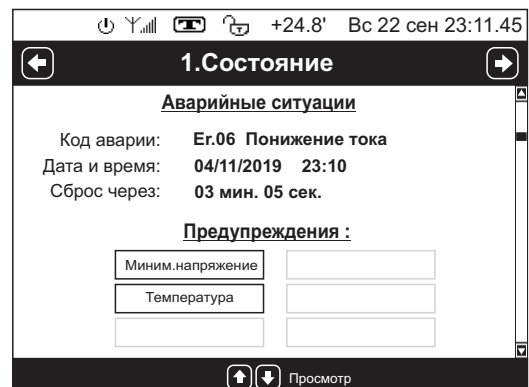 +24.8' Вс 22 сен 23:11.45
1.Состояние
Аварийные ситуации
Код аварии: Er.06 Понижение тока
Дата и время: 04/11/2019 23:10
Сброс через: 03 мин. 05 сек.
Предупреждения :
Миним.напряжение
Температура
Просмотр